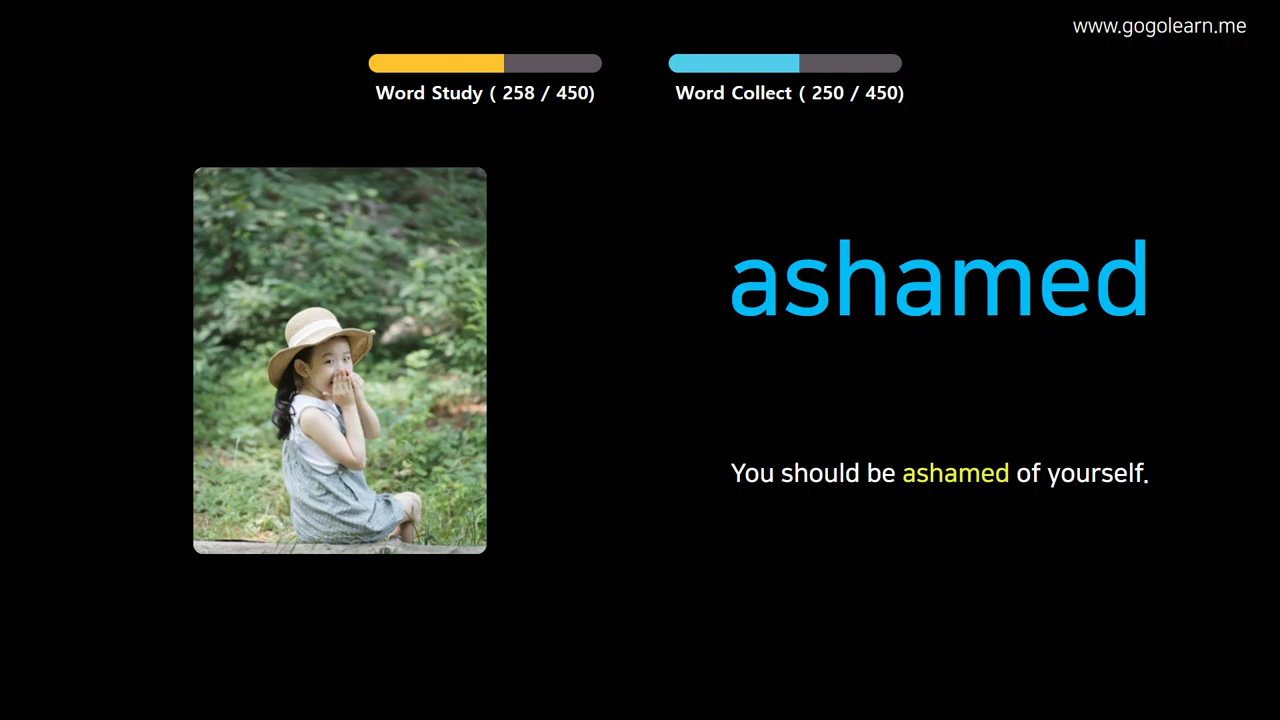 www.gogolearn.me
Word Study ( 258 / 450)
Word Collect ( 250 / 450)
ashamed
You should be ashamed of yourself.